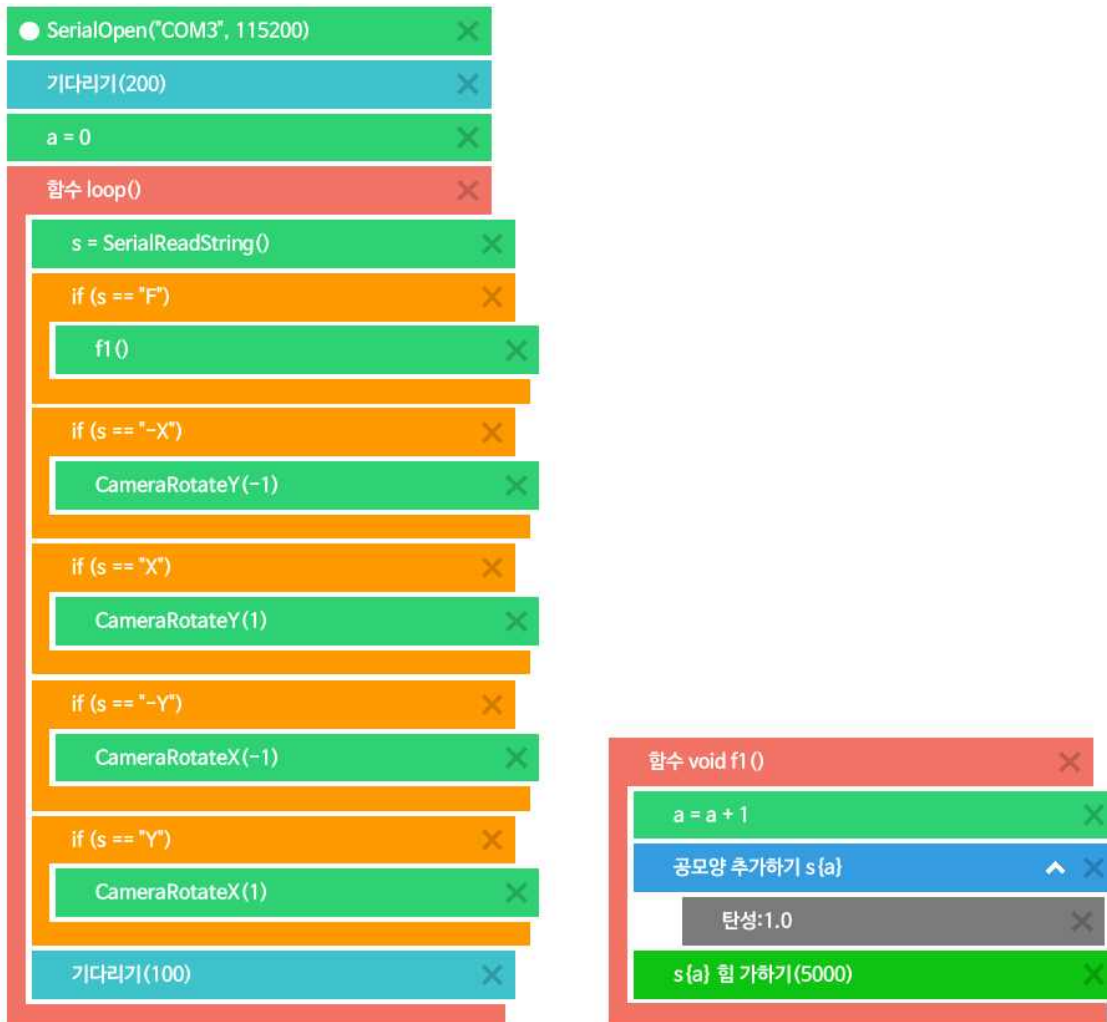 SerialOpen("COM3", 115200)
기다리기(200)
a = 0
함수 loop()
s = SerialReadString()
if (s == "F")
f1()
if (s == "-X")
CameraRotateY(-1)
if (s == "X")
CameraRotateY(1)
if (s == "-Y")
CameraRotateX(-1)
if (s == "Y")
CameraRotateX(1)
기다리기(100)
함수 void f1()
a = a + 1
공모양 추가하기 s{a}
탄성:1.0
s{a} 힘 가하기(5000)